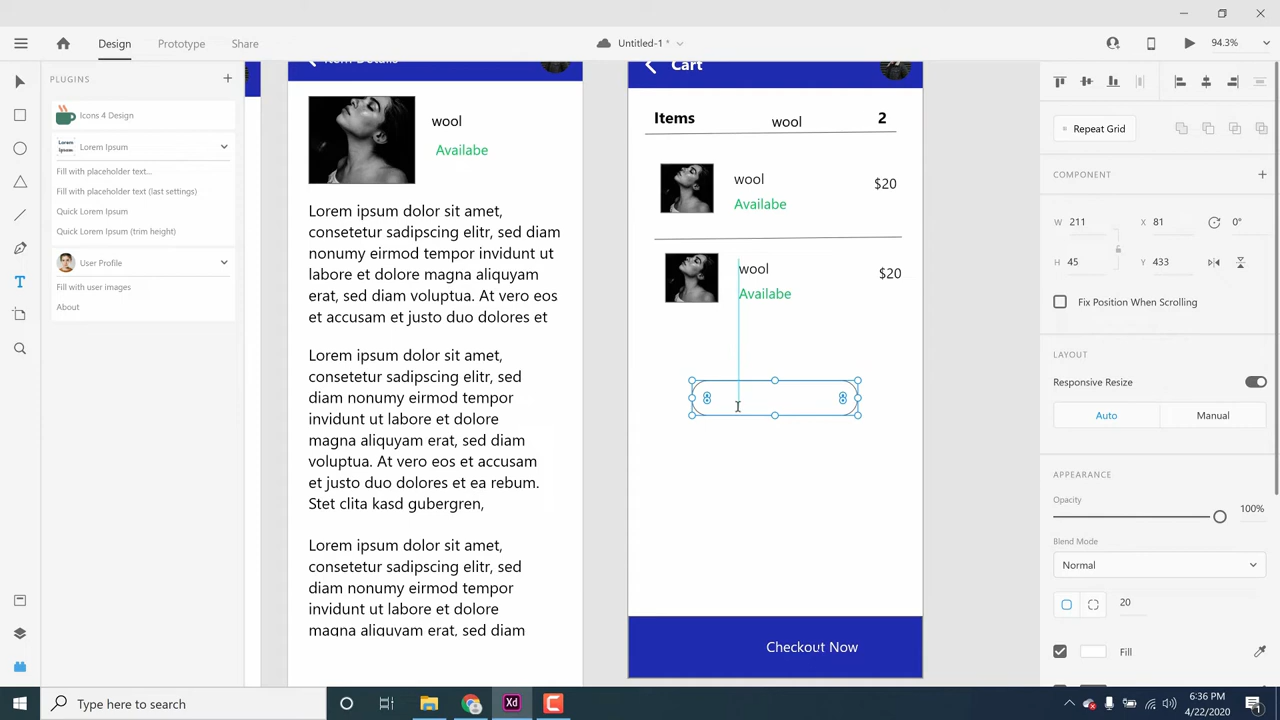 Design
Prototype
Share
Untitled-1 *
94.3%
PLUGINS
Icons 4 Design
Lorem Ipsum
Lorem Ipsum
Fill with placeholder text...
Fill with placeholder text (last settings)
Quick Lorem Ipsum
Quick Lorem Ipsum (trim height)
User Profile
Fill with user images
About
Item Details
wool
Availabe
Lorem ipsum dolor sit amet,
consetetur sadipscing elitr, sed diam
nonumy eirmod tempor invidunt ut
labore et dolore magna aliquyam
erat, sed diam voluptua. At vero eos
et accusam et justo duo dolores et
Lorem ipsum dolor sit amet,
consetetur sadipscing elitr, sed
diam nonumy eirmod tempor
invidunt ut labore et dolore
magna aliquyam erat, sed diam
voluptua. At vero eos et accusam
et justo duo dolores et ea rebum.
Stet clita kasd gubergren,
Lorem ipsum dolor sit amet,
consetetur sadipscing elitr, sed
diam nonumy eirmod tempor
invidunt ut labore et dolore
magna aliquyam erat, sed diam
Cart
Items wool 2
wool
Availabe
$20
wool
Availabe
$20
Checkout Now
Repeat Grid
COMPONENT
W 211 X 81 0°
H 45 Y 433
Fix Position When Scrolling
LAYOUT
Responsive Resize
Auto
Manual
APPEARANCE
Opacity
100%
Blend Mode
Normal
20
Fill
Type here to search
Xd
6:36 PM
4/22/2020